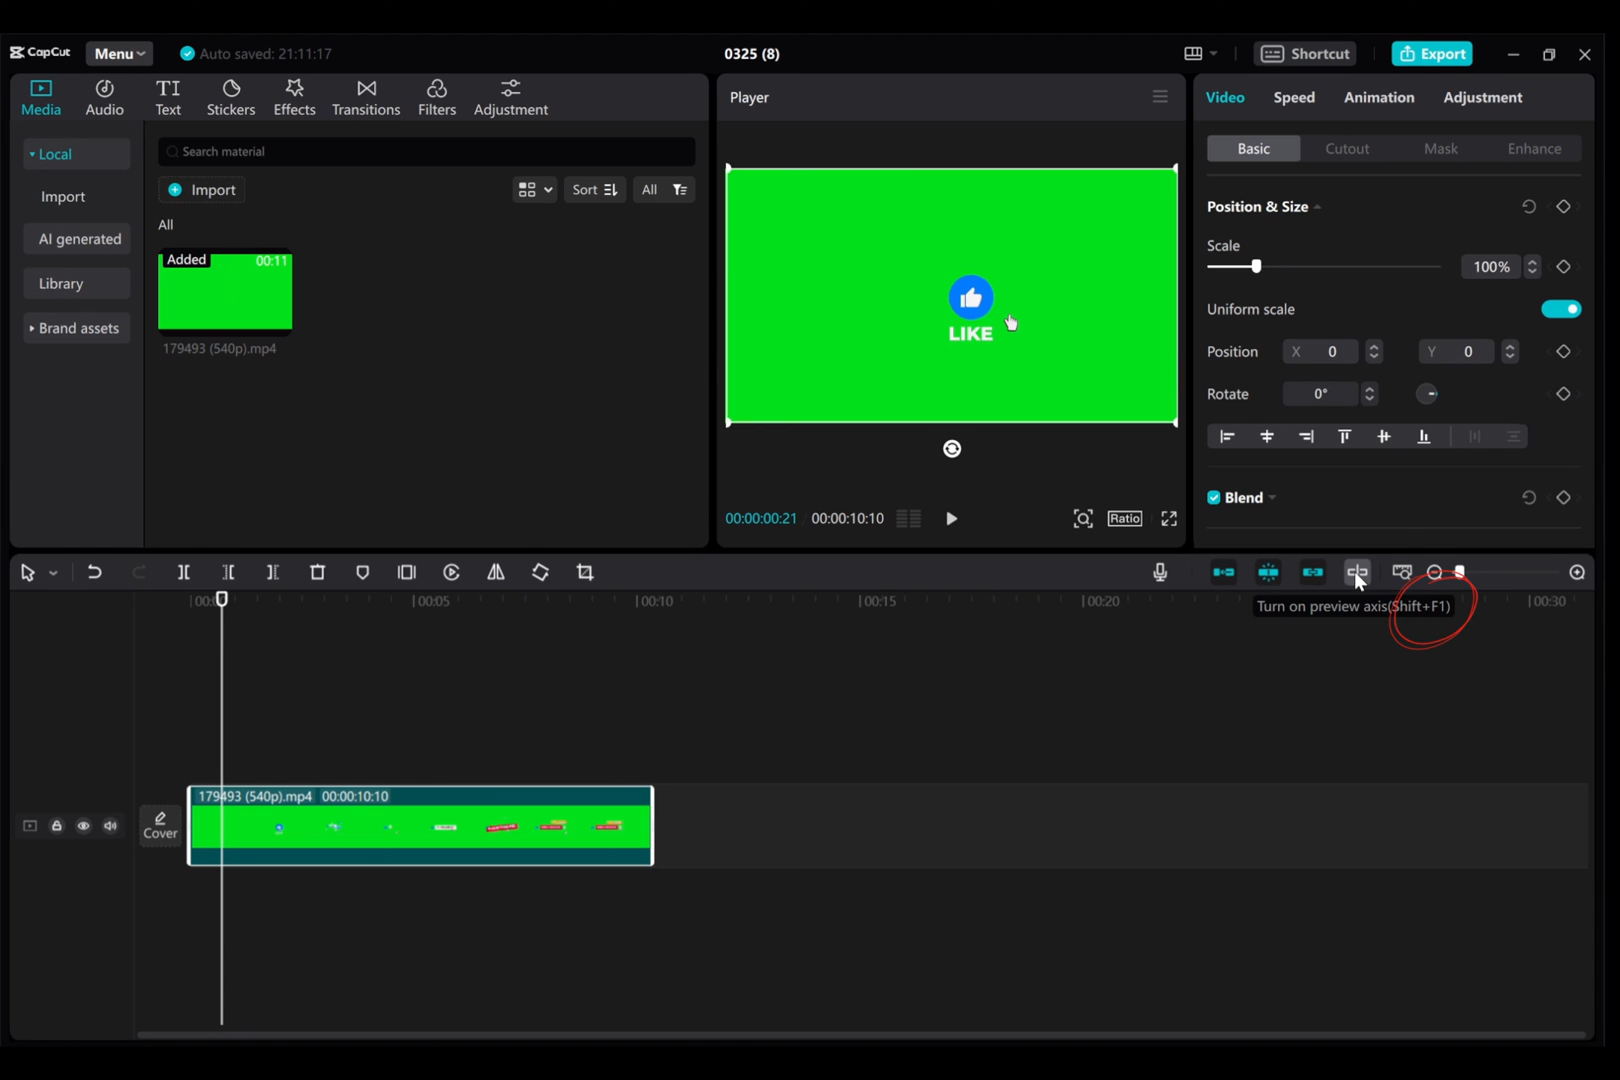 CapCut Menu Auto saved: 21:11:17 0325 (8) Shortcut Export
Media Audio Text Stickers Effects Transitions Filters Adjustment
TI
Local
Import
AI generated
Library
Brand assets
Search material
Import Sort All
All
Added 00:11
179493 (540p).mp4
Player
LIKE
00:00:00:21 00:00:10:10 Ratio
Video Speed Animation Adjustment
Basic Cutout Mask Enhance
Position & Size
Scale
100%
Uniform scale
Position X 0 Y 0
Rotate 0°
Blend
00:05 00:10 00:15 00:20 00:30
Turn on preview axis(Shift+F1)
179493 (540p).mp4 00:00:10:10
Cover